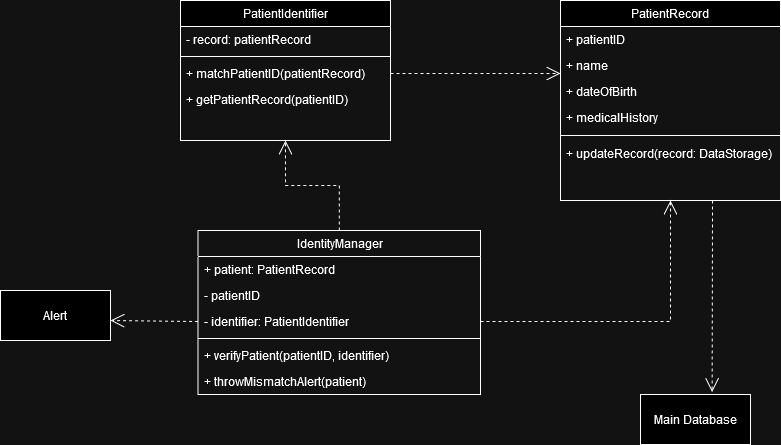 PatientIdentifier
- record: patientRecord
+ matchPatientID(patientRecord)
+ getPatientRecord(patientID)
PatientRecord
+ patientID
+ name
+ dateOfBirth
+ medicalHistory
+ updateRecord(record: DataStorage)
IdentityManager
+ patient: PatientRecord
- patientID
- identifier: PatientIdentifier
+ verifyPatient(patientID, identifier)
+ throwMismatchAlert(patient)
Alert
Main Database